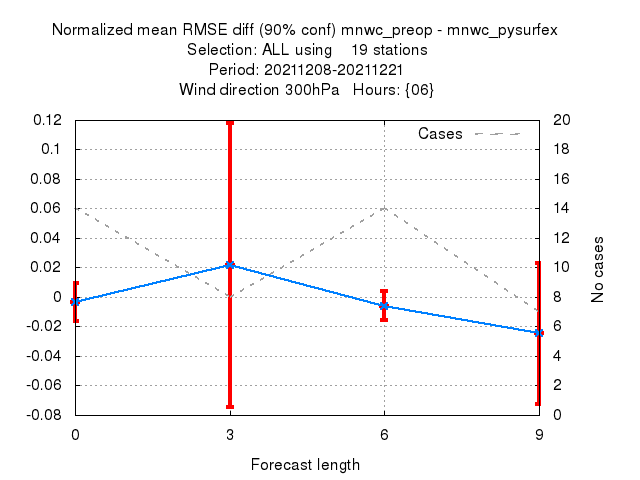 Normalized mean RMSE diff (90% conf) mnwc_preop - mnwc_pysurfex
Selection: ALL using 19 stations
Period: 20211208-20211221
Wind direction 300hPa Hours: {06}
Cases
0.12
0.1
0.08
0.06
0.04
0.02
0
-0.02
-0.04
-0.06
-0.08
20
18
16
14
12
10
8
6
4
2
0
No cases
0 3 6 9
Forecast length